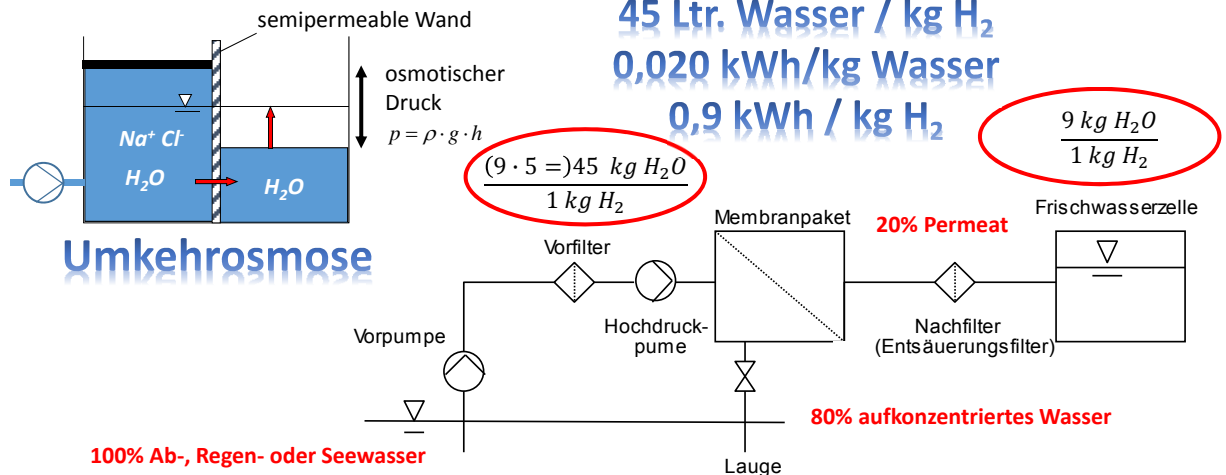 semipermeable Wand
osmotischer
Druck
p = ρ · g · h
Na⁺ Cl⁻
H₂O
H₂O
Umkehrosmose
45 Ltr. Wasser / kg H₂
0,020 kWh/kg Wasser
0,9 kWh / kg H₂
(9 · 5 =)45 kg H₂O
1 kg H₂
9 kg H₂O
1 kg H₂
Membranpaket
20% Permeat
Frischwasserzelle
Vorfilter
Vorpumpe
Hochdruck-
pume
Nachfilter
(Entsäuerungsfilter)
80% aufkonzentriertes Wasser
100% Ab-, Regen- oder Seewasser
Lauge